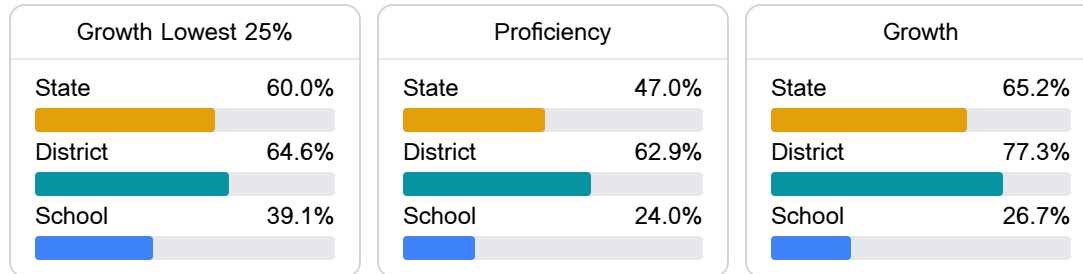 Growth Lowest 25%
State 60.0%
District 64.6%
School 39.1%
Proficiency
State 47.0%
District 62.9%
School 24.0%
Growth
State 65.2%
District 77.3%
School 26.7%